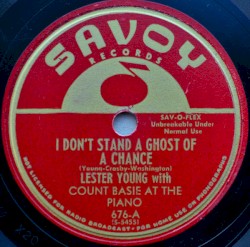 SAVOY
RECORDS
SAV-O-FLEX
Unbreakable Under
Normal Use
I DON'T STAND A GHOST OF
A CHANCE
(Young-Crosby-Washington)
LESTER YOUNG with
COUNT BASIE AT THE
PIANO
676-A
(S-5455)
NOT LICENSED FOR RADIO BROADCAST • FOR HOME USE ON PHONOGRAPHS